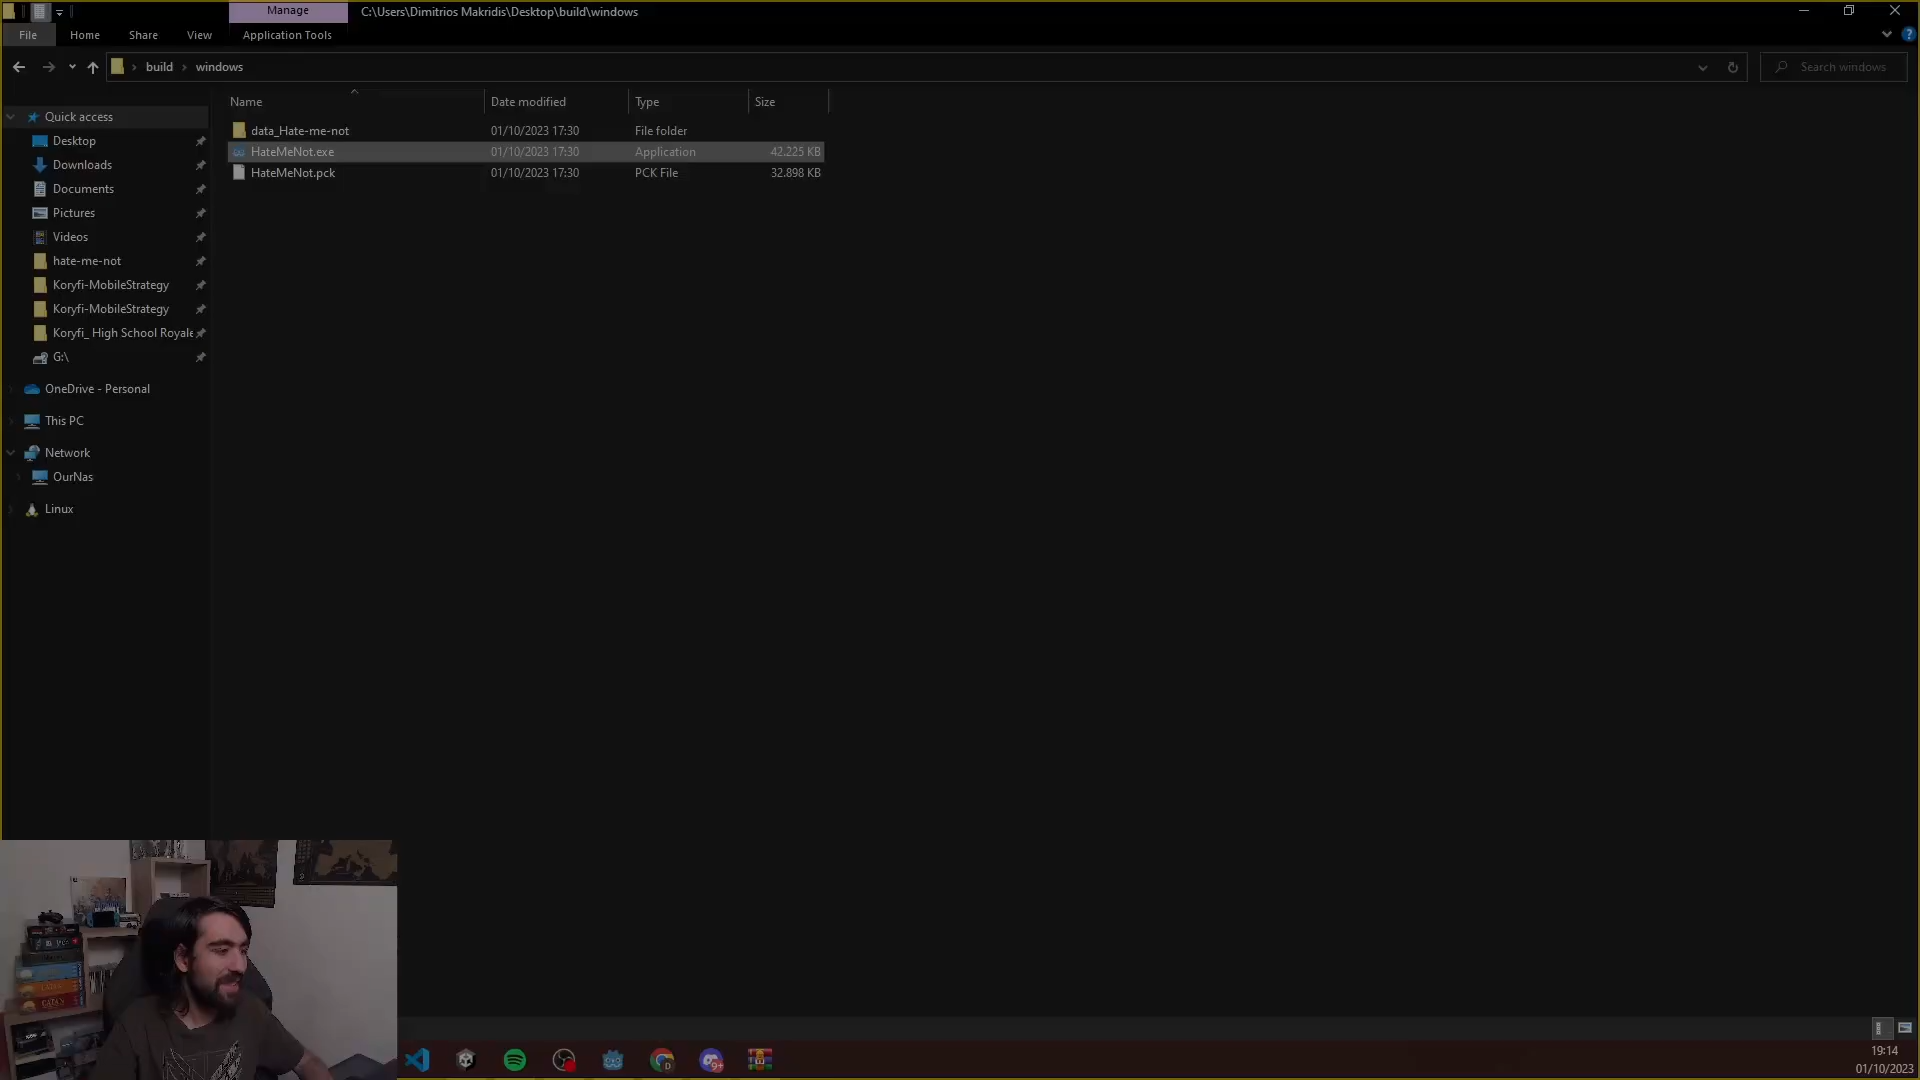 Manage
C:\Users\Dimitrios Makridis\Desktop\build\windows
File
Home
Share
View
Application Tools
build
windows
Search windows
Name
Date modified
Type
Size
data_Hate-me-not
01/10/2023 17:30
File folder
HateMeNot.exe
01/10/2023 17:30
Application
42.225 KB
HateMeNot.pck
01/10/2023 17:30
PCK File
32.898 KB
Quick access
Desktop
Downloads
Documents
Pictures
Videos
hate-me-not
Koryfi-MobileStrategy
Koryfi-MobileStrategy
Koryfi_ High School Royale
G:\
OneDrive - Personal
This PC
Network
OurNas
Linux
D
9+
19:14
01/10/2023